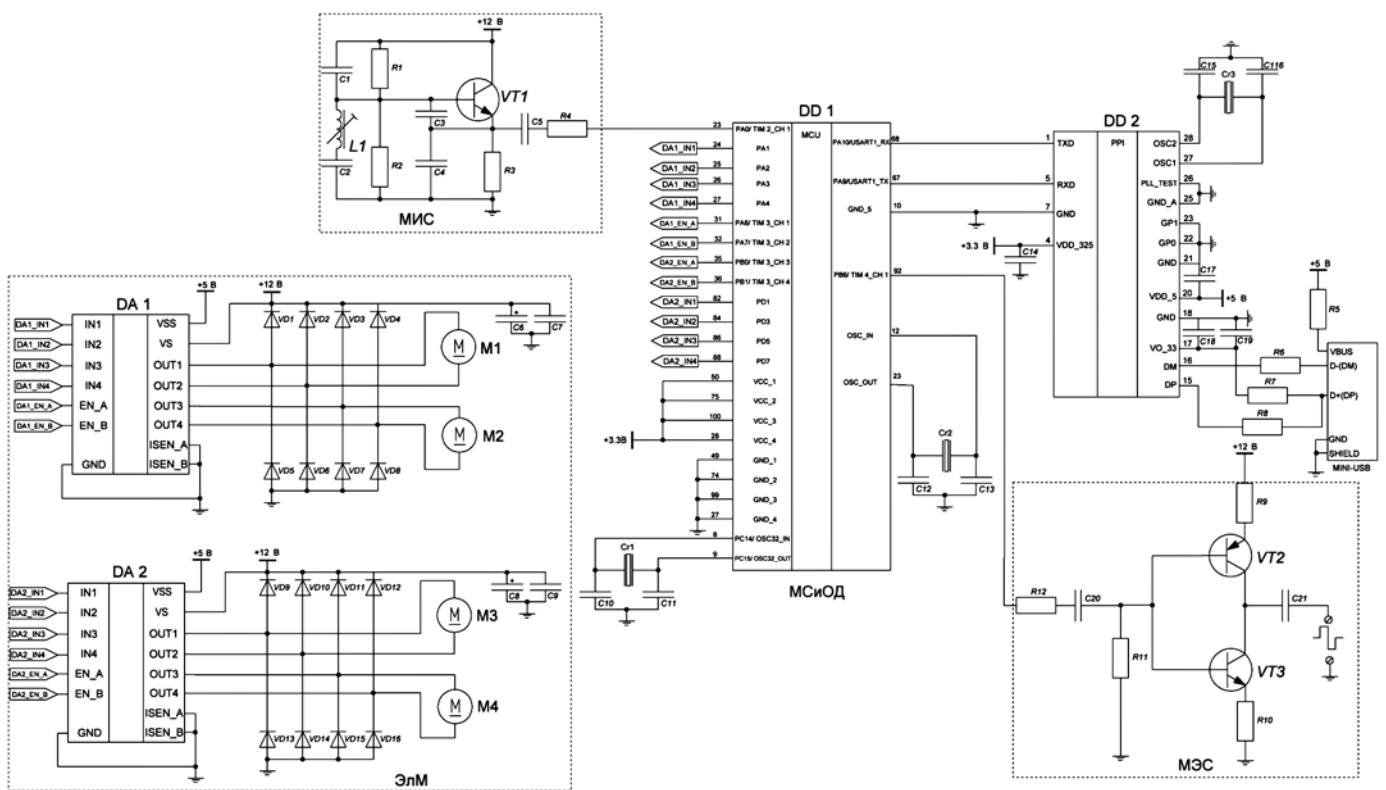 +12 В
C1
R1
VT1
L1
C3
C5
R4
C2
R2
C4
R3
МИС
DD 1
MCU
23
PA0/ TIM 2_CH 1
DA1_IN1
24
PA1
DA1_IN2
25
PA2
DA1_IN3
26
PA3
DA1_IN4
27
PA4
DA1_EN_A
31
PA6/ TIM 3_CH 1
DA1_EN_B
32
PA7/ TIM 3_CH 2
DA2_EN_A
35
PB0/ TIM 3_CH 3
DA2_EN_B
36
PB1/ TIM 3_CH 4
DA2_IN1
82
PD1
DA2_IN2
84
PD3
DA2_IN3
86
PD5
DA2_IN4
88
PD7
50
VCC_1
75
VCC_2
100
VCC_3
+3.3В
28
VCC_4
49
GND_1
74
GND_2
99
GND_3
27
GND_4
8
PC14/ OSC32_IN
9
PC15/ OSC32_OUT
Cr1
C10
C11
PA10/USART1_RX
68
PA9/USART1_TX
67
GND_5
10
PB6/ TIM 4_CH 1
92
OSC_IN
12
OSC_OUT
23
Cr2
C12
C13
МСиОД
DD 2
PPI
1
TXD
5
RXD
7
GND
+3.3 В
4
VDD_325
C14
C15
Cr3
C116
OSC2
28
OSC1
27
PLL_TEST
26
GND_A
25
GP1
23
GP0
22
GND
21
C17
VDD_5
20
+5 В
GND
18
C18
C19
VO_33
17
DM
16
DP
15
+5 В
R5
R6
R7
R8
VBUS
D-(DM)
D+(DP)
GND
SHIELD
MINI-USB
DA 1
+5 В
+12 В
DA1_IN1
IN1
VSS
DA1_IN2
IN2
VS
DA1_IN3
IN3
OUT1
DA1_IN4
IN4
OUT2
DA1_EN_A
EN_A
OUT3
DA1_EN_B
EN_B
OUT4
ISEN_A
GND
ISEN_B
VD1
VD2
VD3
VD4
VD5
VD6
VD7
VD8
+
C6
C7
M
M1
M
M2
DA 2
+5 В
+12 В
DA2_IN1
IN1
VSS
DA2_IN2
IN2
VS
DA2_IN3
IN3
OUT1
DA2_IN4
IN4
OUT2
DA2_EN_A
EN_A
OUT3
DA2_EN_B
EN_B
OUT4
ISEN_A
GND
ISEN_B
VD9
VD10
VD11
VD12
VD13
VD14
VD15
VD16
+
C8
C9
M
M3
M
M4
ЭлМ
+12 В
R9
VT2
R12
C20
C21
R11
VT3
R10
МЭС